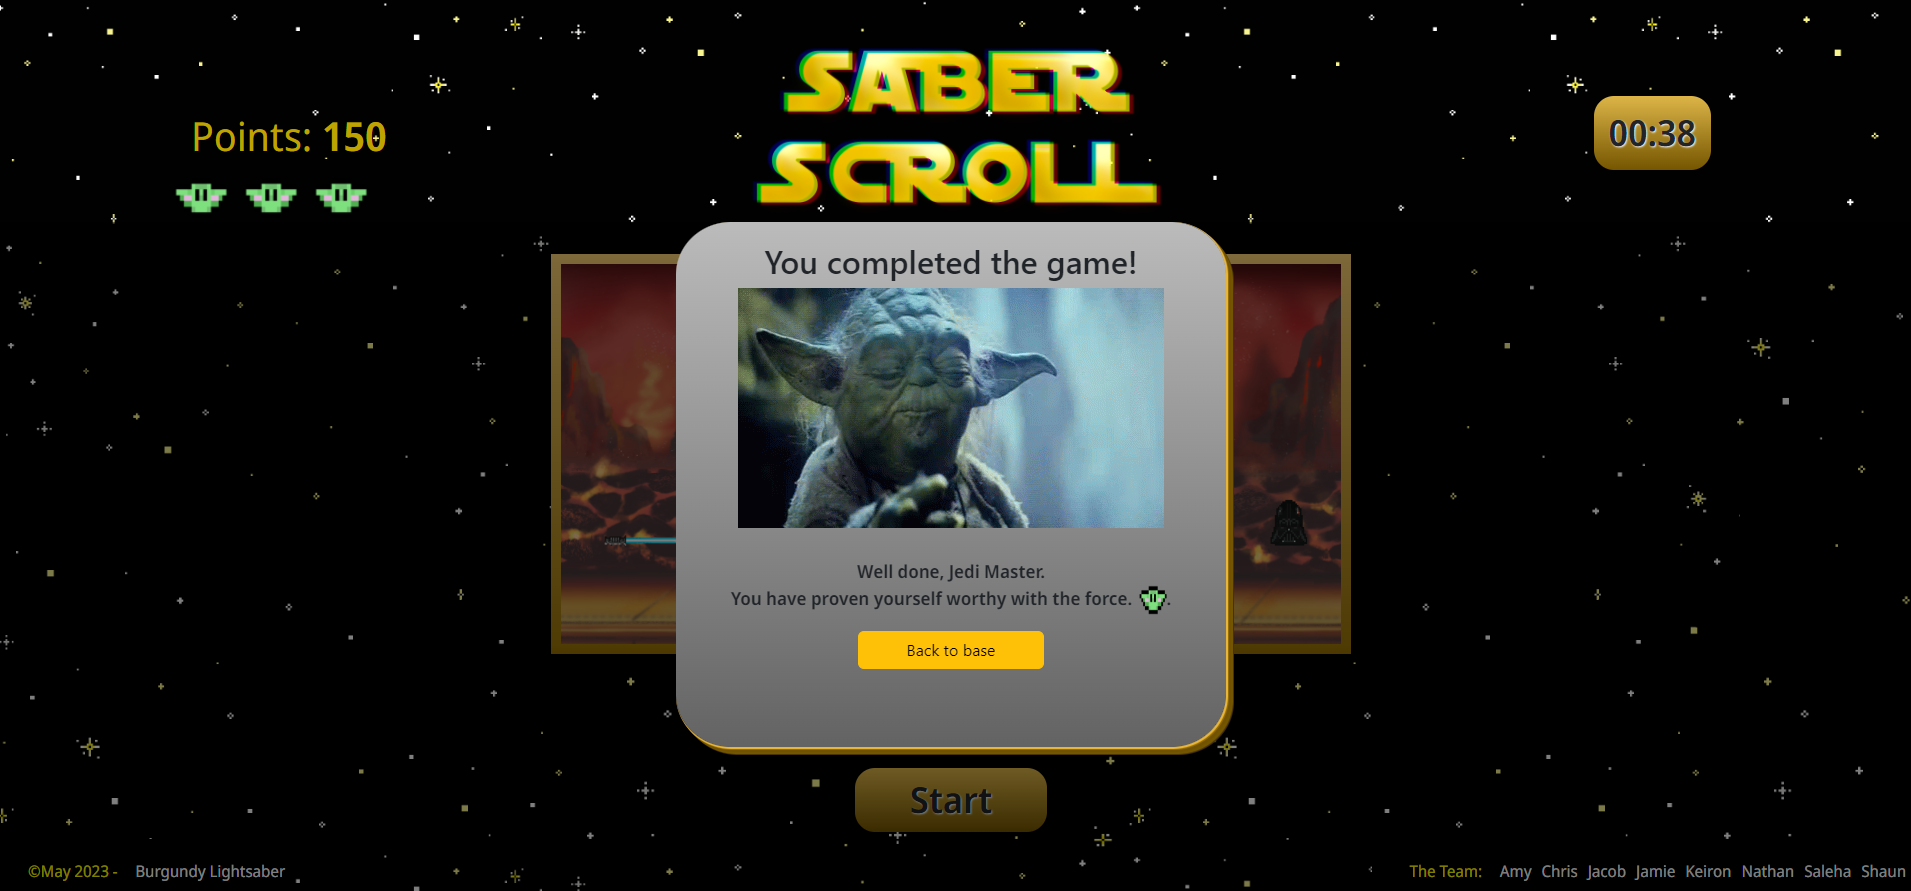 SABER
SCROLL
Points: 150
00:38
You completed the game!
Well done, Jedi Master.
You have proven yourself worthy with the force. .
Back to base
Start
©May 2023 - Burgundy Lightsaber
The Team: Amy Chris Jacob Jamie Keiron Nathan Saleha Shaun